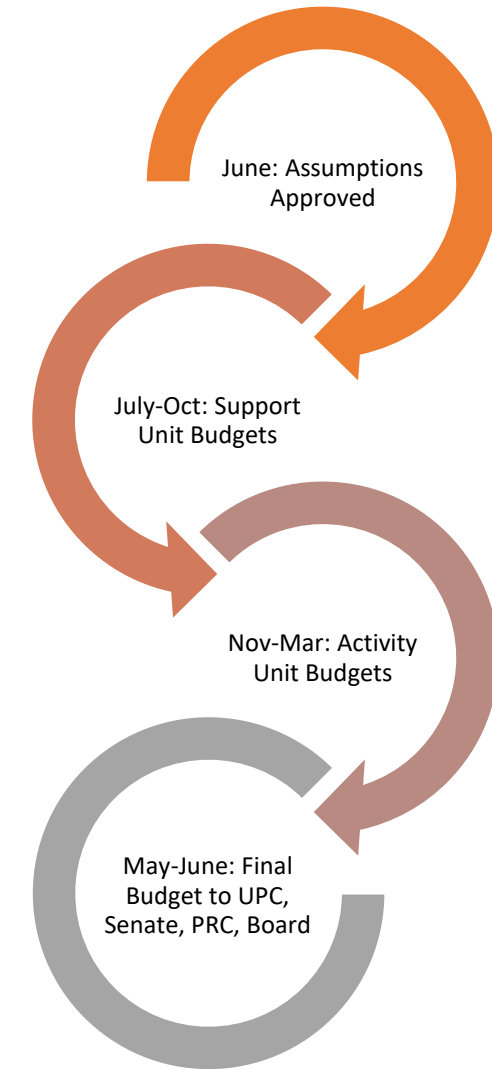 June: Assumptions
Approved
July-Oct: Support
Unit Budgets
Nov-Mar: Activity
Unit Budgets
May-June: Final
Budget to UPC,
Senate, PRC, Board